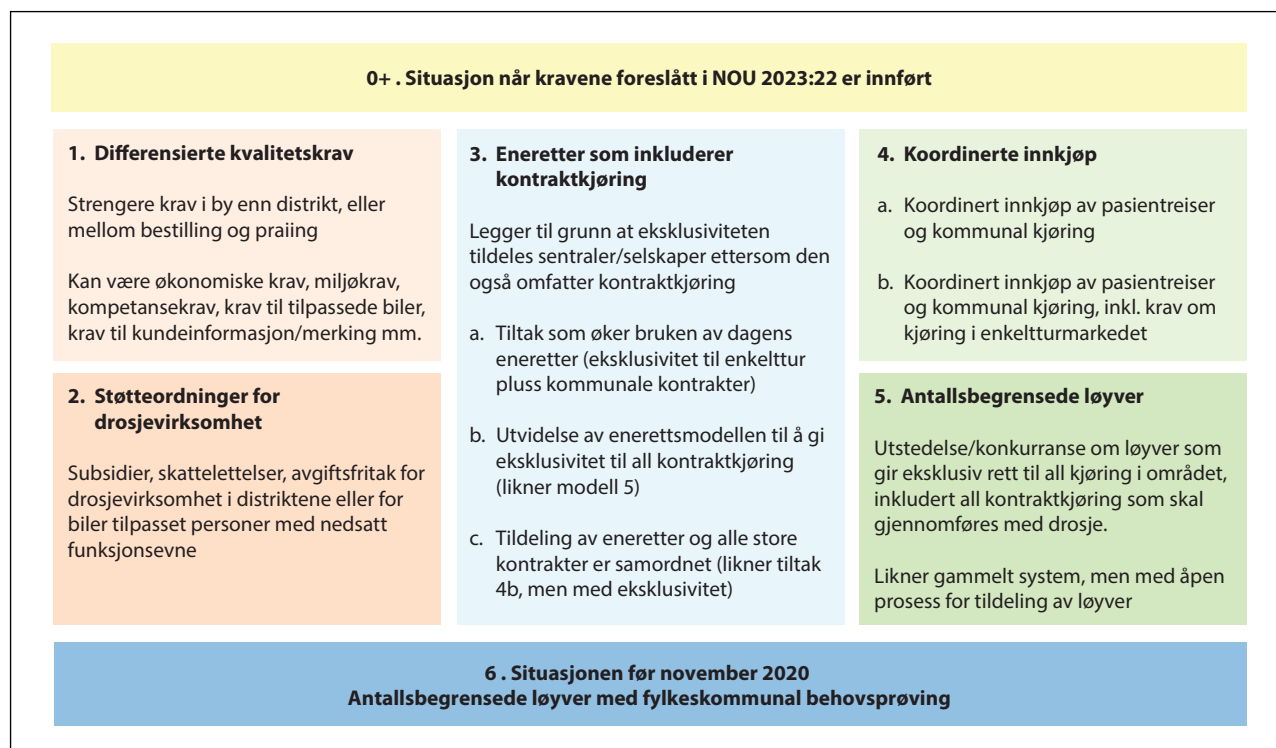 0+ . Situasjon når kravene foreslått i NOU 2023:22 er innført
1. Differensierte kvalitetskrav
Strengere krav i by enn distrikt, eller
mellom bestilling og praiing
Kan være økonomiske krav, miljøkrav,
kompetansekrav, krav til tilpassede biler,
krav til kundeinformasjon/merking mm.
2. Støtteordninger for
drosjevirksomhet
Subsidier, skattelettelser, avgiftsfritak for
drosjevirksomhet i distriktene eller for
biler tilpasset personer med nedsatt
funksjonsevne
3. Eneretter som inkluderer
kontraktkjøring
Legger til grunn at eksklusiviteten
tildeles sentraler/selskaper ettersom den
også omfatter kontraktkjøring
a. Tiltak som øker bruken av dagens
eneretter (eksklusivitet til enkelttur
pluss kommunale kontrakter)
b. Utvidelse av enerettsmodellen til å gi
eksklusivitet til all kontraktkjøring
(likner modell 5)
c. Tildeling av eneretter og alle store
kontrakter er samordnet (likner tiltak
4b, men med eksklusivitet)
4. Koordinerte innkjøp
a. Koordinert innkjøp av pasientreiser
og kommunal kjøring
b. Koordinert innkjøp av pasientreiser
og kommunal kjøring, inkl. krav om
kjøring i enkeltturmarkedet
5. Antallsbegrensede løyver
Utstedelse/konkurranse om løyver som
gir eksklusiv rett til all kjøring i området,
inkludert all kontraktkjøring som skal
gjennomføres med drosje.
Likner gammelt system, men med åpen
prosess for tildeling av løyver
6 . Situasjonen før november 2020
Antallsbegrensede løyver med fylkeskommunal behovsprøving